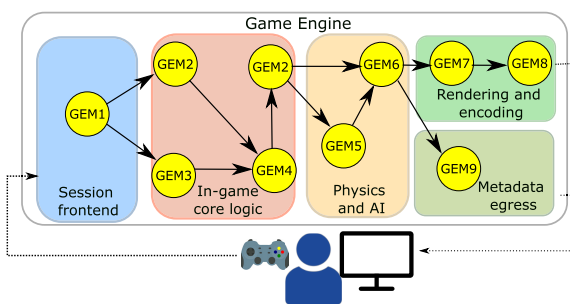 Game Engine
GEM1
Session
frontend
GEM2
GEM3
GEM2
GEM4
In-game
core logic
GEM6
GEM5
Physics
and AI
GEM7
GEM8
Rendering and
encoding
GEM9
Metadata
egress